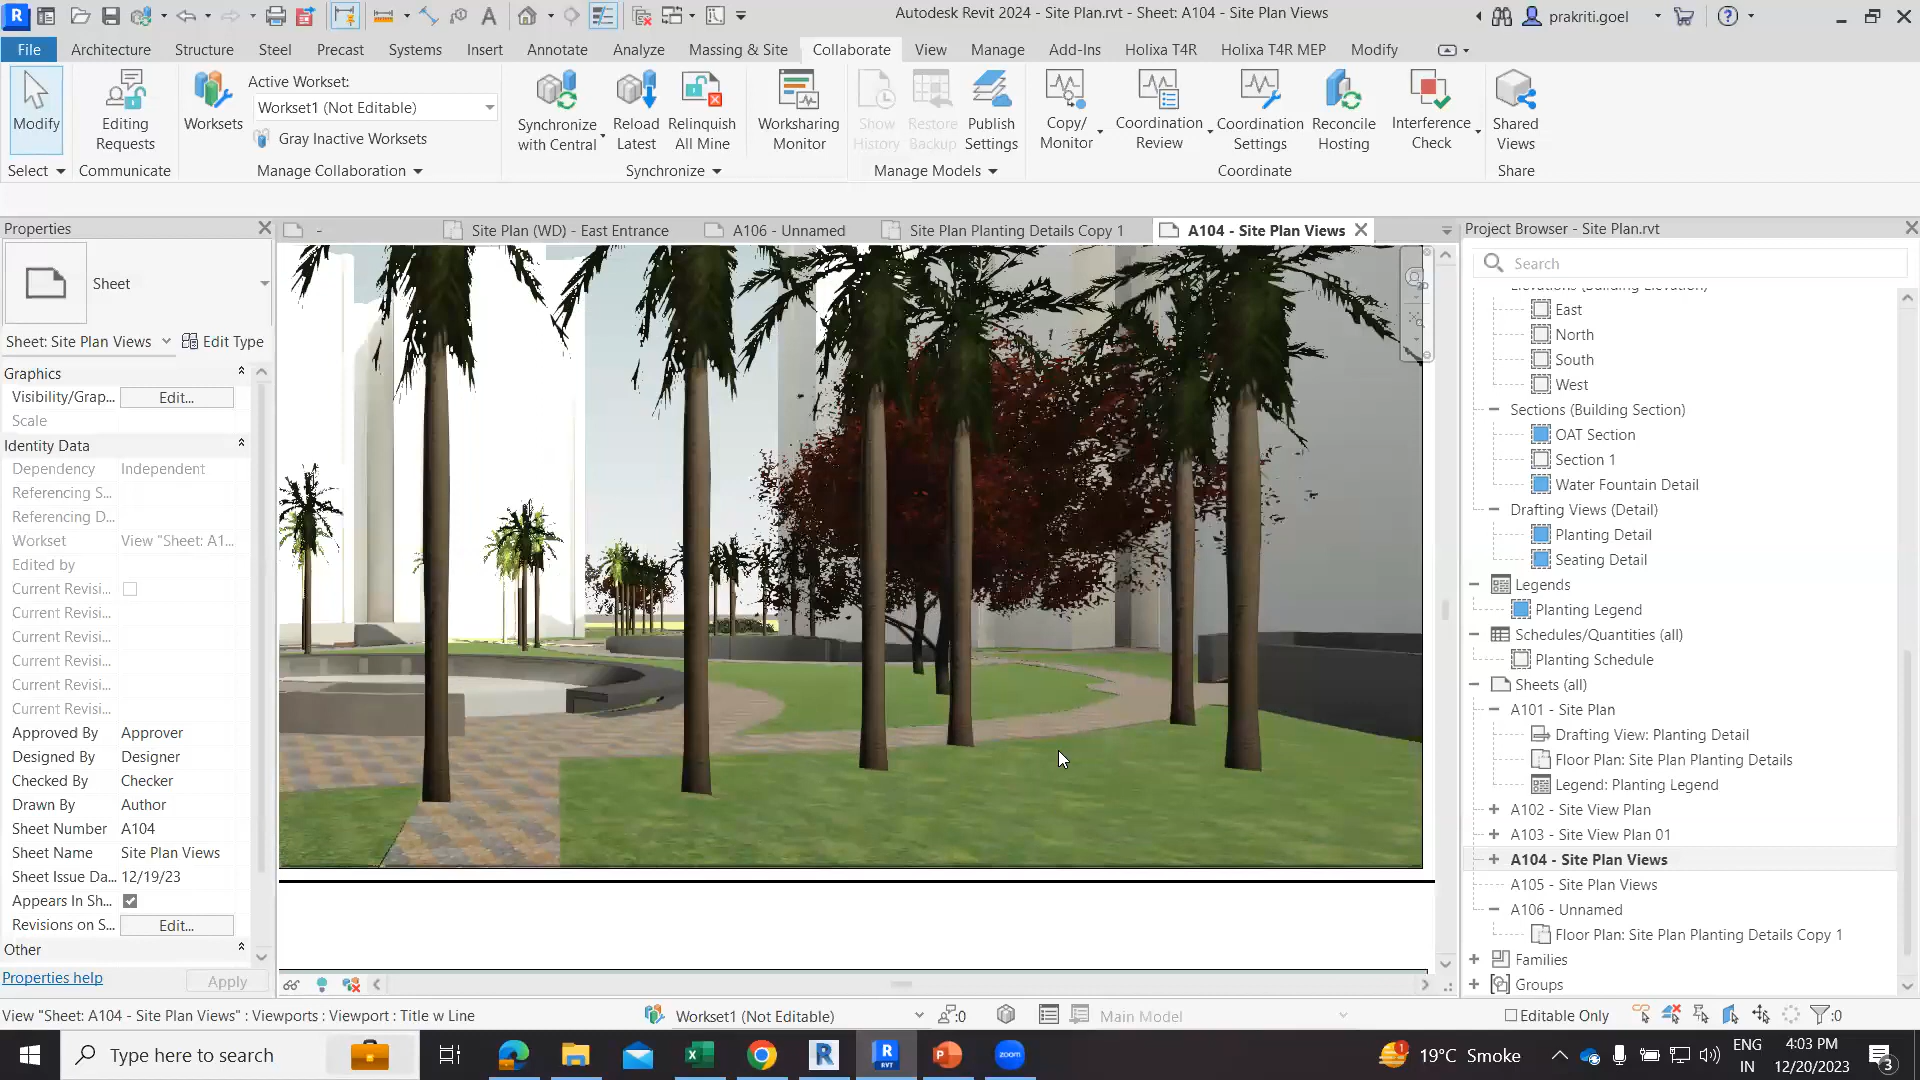 Autodesk Revit 2024 - Site Plan.rvt - Sheet: A104 - Site Plan Views
prakriti.goel
File Architecture Structure Steel Precast Systems Insert Annotate Analyze Massing & Site Collaborate View Manage Add-Ins Holixa T4R Holixa T4R MEP Modify
Modify
Select
Editing Requests
Communicate
Worksets
Active Workset:
Workset1 (Not Editable)
Gray Inactive Worksets
Manage Collaboration
Synchronize with Central
Reload Latest
Relinquish All Mine
Worksharing Monitor
Synchronize
Show History
Restore Backup
Publish Settings
Manage Models
Copy/ Monitor
Coordination Review
Coordination Settings
Reconcile Hosting
Interference Check
Coordinate
Shared Views
Share
Properties
Sheet
Sheet: Site Plan Views
Edit Type
Graphics
Visibility/Grap... Edit...
Scale
Identity Data
Dependency Independent
Referencing S...
Referencing D...
Workset View "Sheet: A1...
Edited by
Current Revisi...
Current Revisi...
Current Revisi...
Current Revisi...
Current Revisi...
Current Revisi...
Approved By Approver
Designed By Designer
Checked By Checker
Drawn By Author
Sheet Number A104
Sheet Name Site Plan Views
Sheet Issue Da... 12/19/23
Appears In Sh...
Revisions on S... Edit...
Other
Properties help
Apply
-
Site Plan (WD) - East Entrance
A106 - Unnamed
Site Plan Planting Details Copy 1
A104 - Site Plan Views
2D
Project Browser - Site Plan.rvt
Search
Elevations (Building Elevation)
East
North
South
West
Sections (Building Section)
OAT Section
Section 1
Water Fountain Detail
Drafting Views (Detail)
Planting Detail
Seating Detail
Legends
Planting Legend
Schedules/Quantities (all)
Planting Schedule
Sheets (all)
A101 - Site Plan
Drafting View: Planting Detail
Floor Plan: Site Plan Planting Details
Legend: Planting Legend
A102 - Site View Plan
A103 - Site View Plan 01
A104 - Site Plan Views
A105 - Site Plan Views
A106 - Unnamed
Floor Plan: Site Plan Planting Details Copy 1
Families
Groups
View "Sheet: A104 - Site Plan Views" : Viewports : Viewport : Title w Line
Workset1 (Not Editable)
:0
Main Model
Editable Only
:0
Type here to search
R
R
RVT
P
zoom
1
19°C Smoke
ENG
IN
4:03 PM
12/20/2023
3